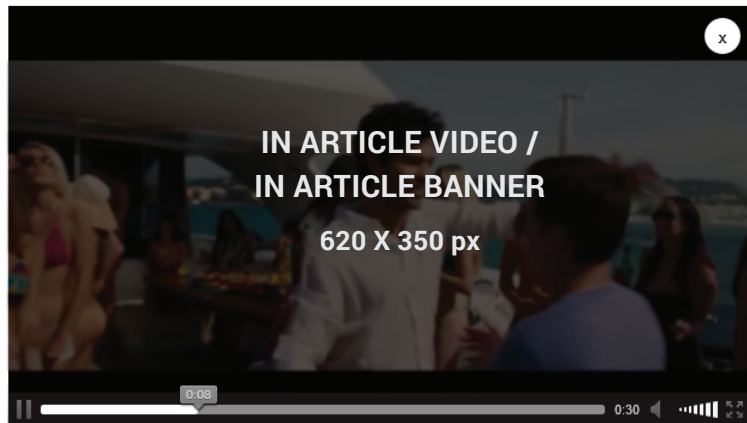 x
IN ARTICLE VIDEO /
IN ARTICLE BANNER
620 X 350 px
0:08
0:30